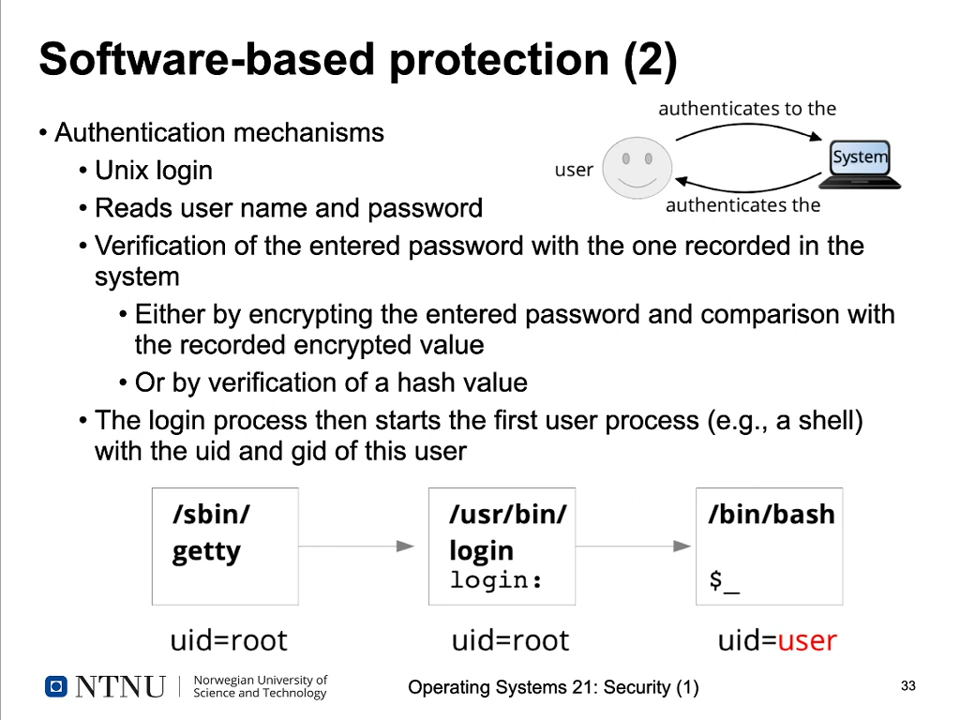 Software-based protection (2)
authenticates to the
• Authentication mechanisms
System
• Unix login
user
• Reads user name and password
authenticates the
• Verification of the entered password with the one recorded in the
system
• Either by encrypting the entered password and comparison with
the recorded encrypted value
• Or by verification of a hash value
• The login process then starts the first user process (e.g., a shell)
with the uid and gid of this user
/sbin/
getty
/usr/bin/
login
login:
/bin/bash
$_
uid=root
uid=root
uid=user
NTNU
Norwegian University of
Science and Technology
Operating Systems 21: Security (1)
33